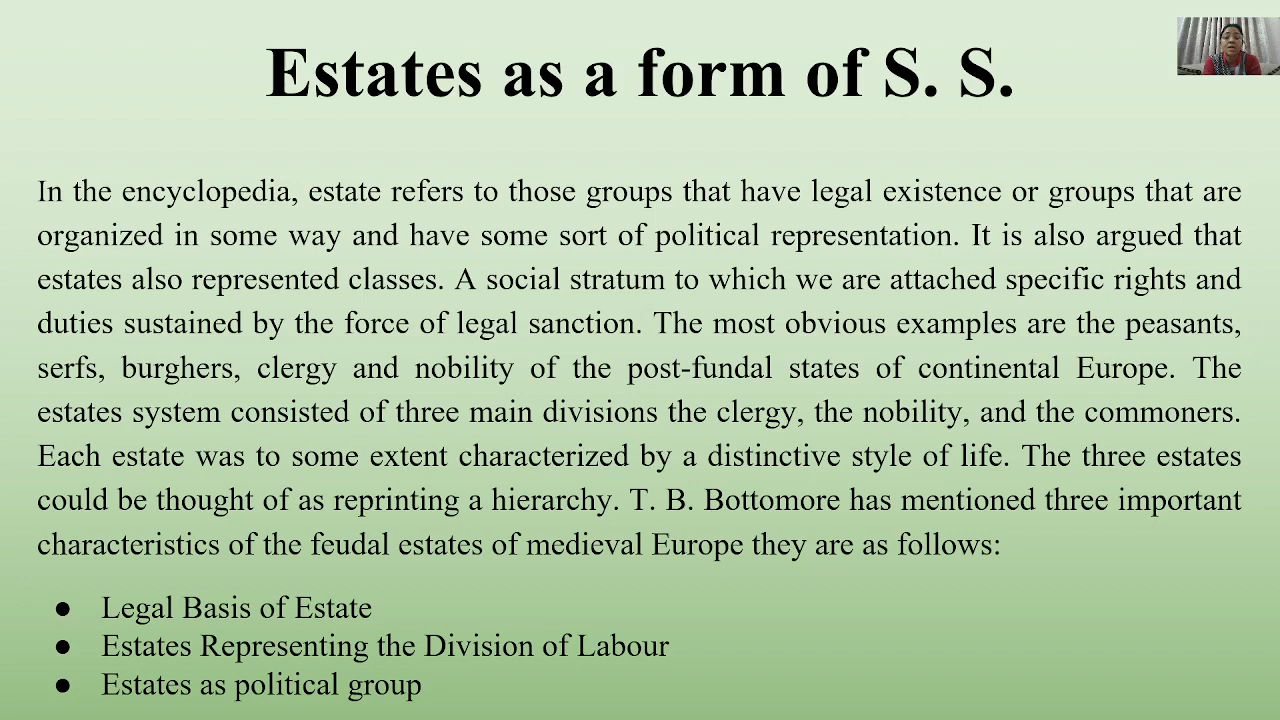 Estates as a form of S. S.
In the encyclopedia, estate refers to those groups that have legal existence or groups that are
organized in some way and have some sort of political representation. It is also argued that
estates also represented classes. A social stratum to which we are attached specific rights and
duties sustained by the force of legal sanction. The most obvious examples are the peasants,
serfs, burghers, clergy and nobility of the post-fundal states of continental Europe. The
estates system consisted of three main divisions the clergy, the nobility, and the commoners.
Each estate was to some extent characterized by a distinctive style of life. The three estates
could be thought of as reprinting a hierarchy. T. B. Bottomore has mentioned three important
characteristics of the feudal estates of medieval Europe they are as follows:
● Legal Basis of Estate
● Estates Representing the Division of Labour
● Estates as political group